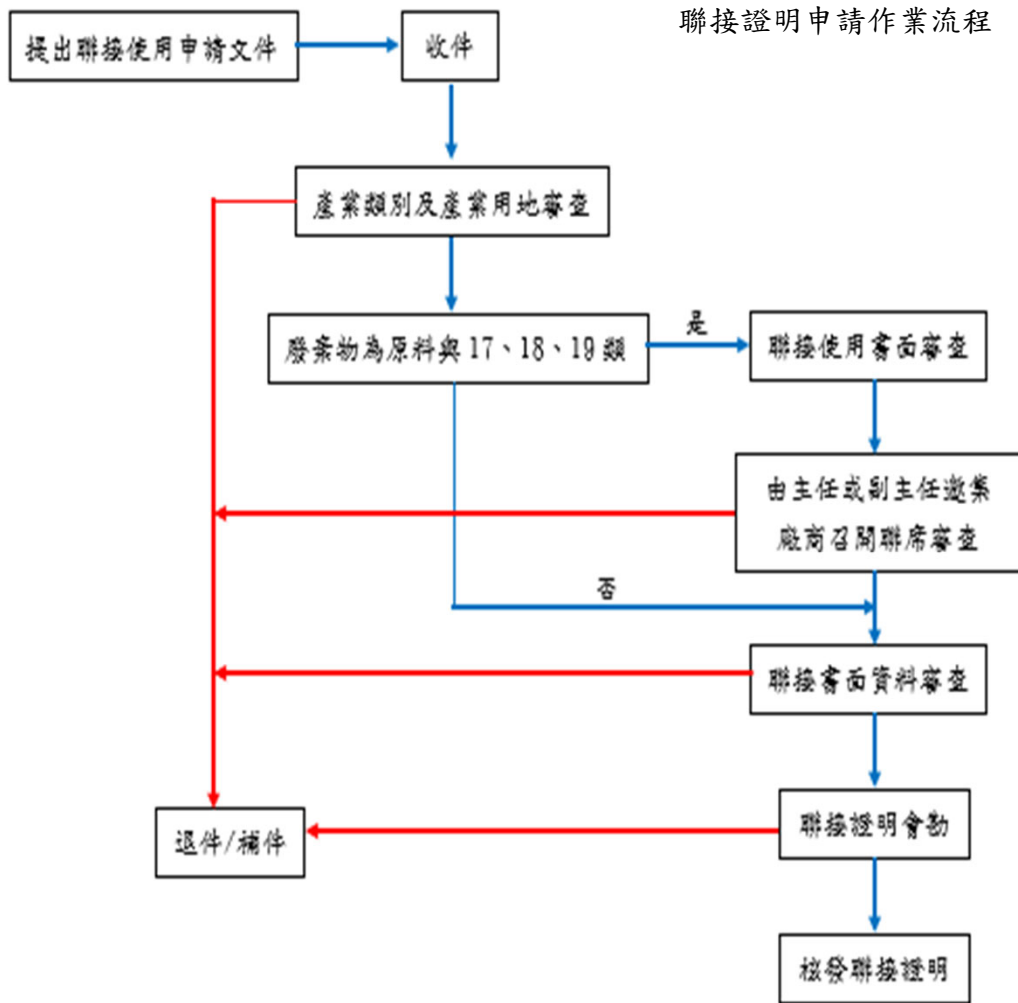 聯接證明申請作業流程
提出聯接使用申請文件
收件
產業類別及產業用地審查
廢棄物為原料與17、18、19類
是
聯接使用書面審查
由主任或副主任邀集
廠商召開聯席審查
否
聯接書面資料審查
聯接證明會勘
退件/補件
核發聯接證明